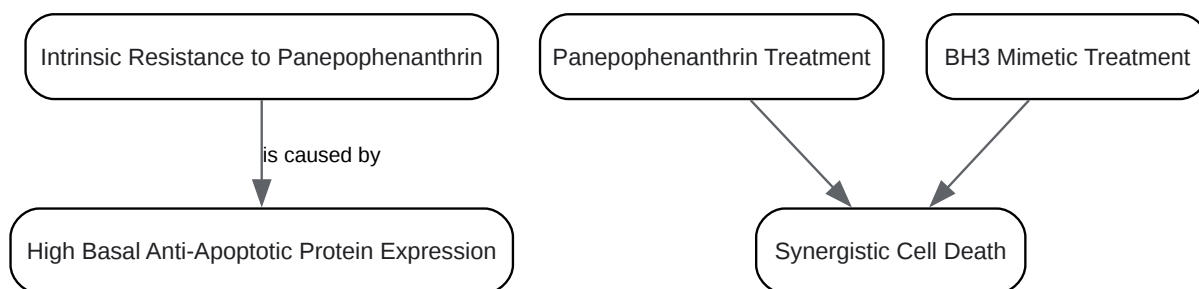 Intrinsic Resistance to Panepophenanthrin
Panepophenanthrin Treatment
BH3 Mimetic Treatment
is caused by
High Basal Anti-Apoptotic Protein Expression
Synergistic Cell Death